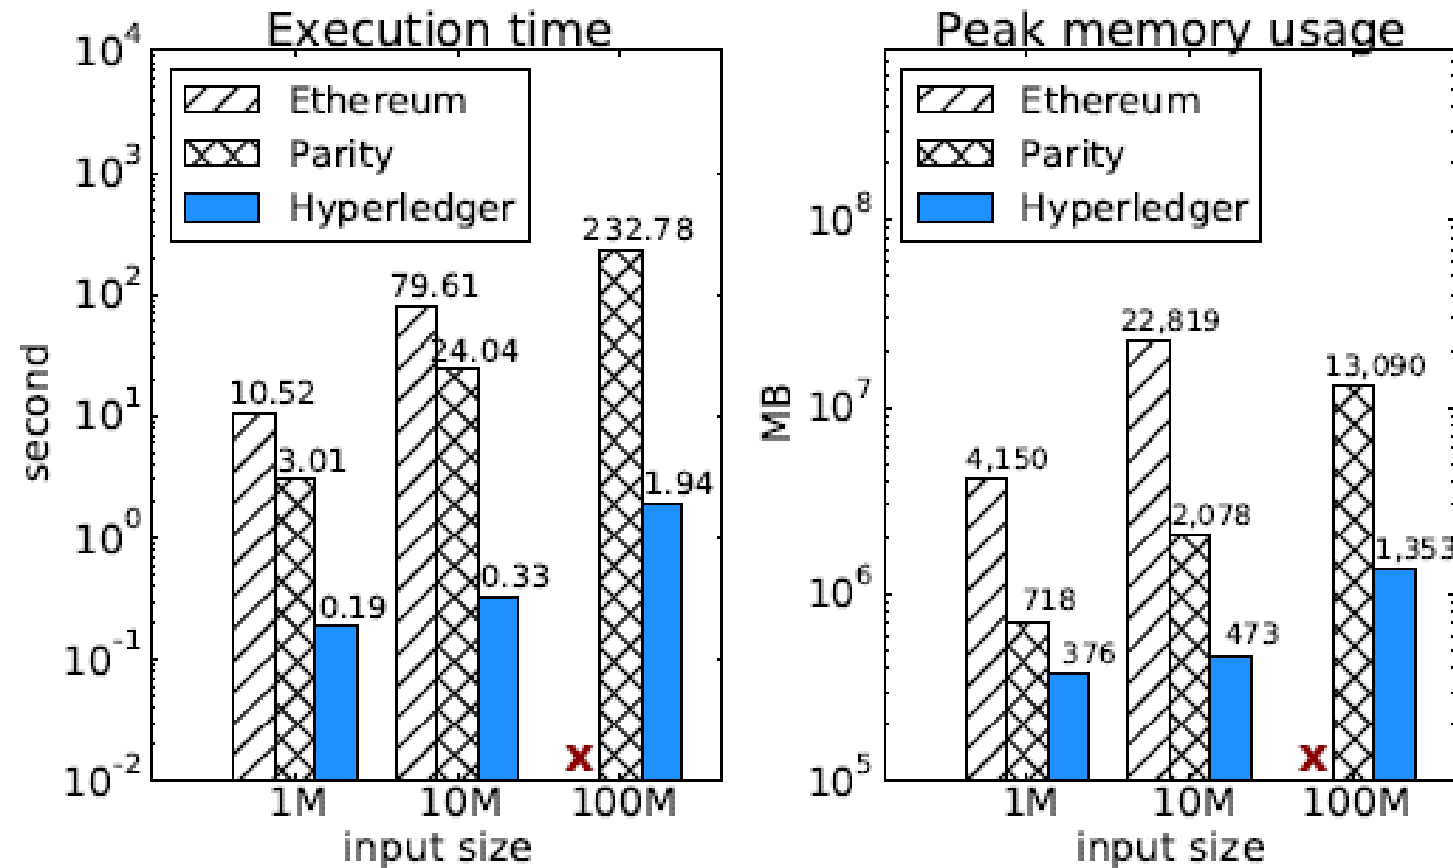 Execution time
10^4
10^3
10^2
10^1
10^0
10^-1
10^-2
second
Ethereum
Parity
Hyperledger
10.52
3.01
0.19
79.61
24.04
0.33
x
232.78
1.94
1M 10M 100M
input size
Peak memory usage
10^8
10^7
10^6
10^5
MB
Ethereum
Parity
Hyperledger
4,150
718
376
22,819
2,078
473
x
13,090
1,353
1M 10M 100M
input size